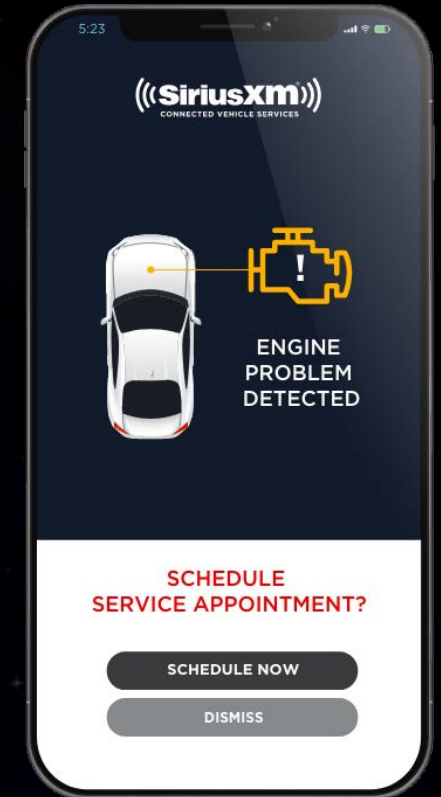 5:23
((SiriusXM))
CONNECTED VEHICLE SERVICES
!
ENGINE
PROBLEM
DETECTED
SCHEDULE
SERVICE APPOINTMENT?
SCHEDULE NOW
DISMISS